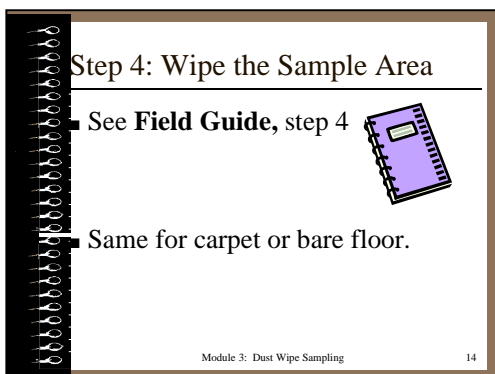 Step 4: Wipe the Sample Area
■ See Field Guide, step 4
■ Same for carpet or bare floor.
Module 3: Dust Wipe Sampling 14